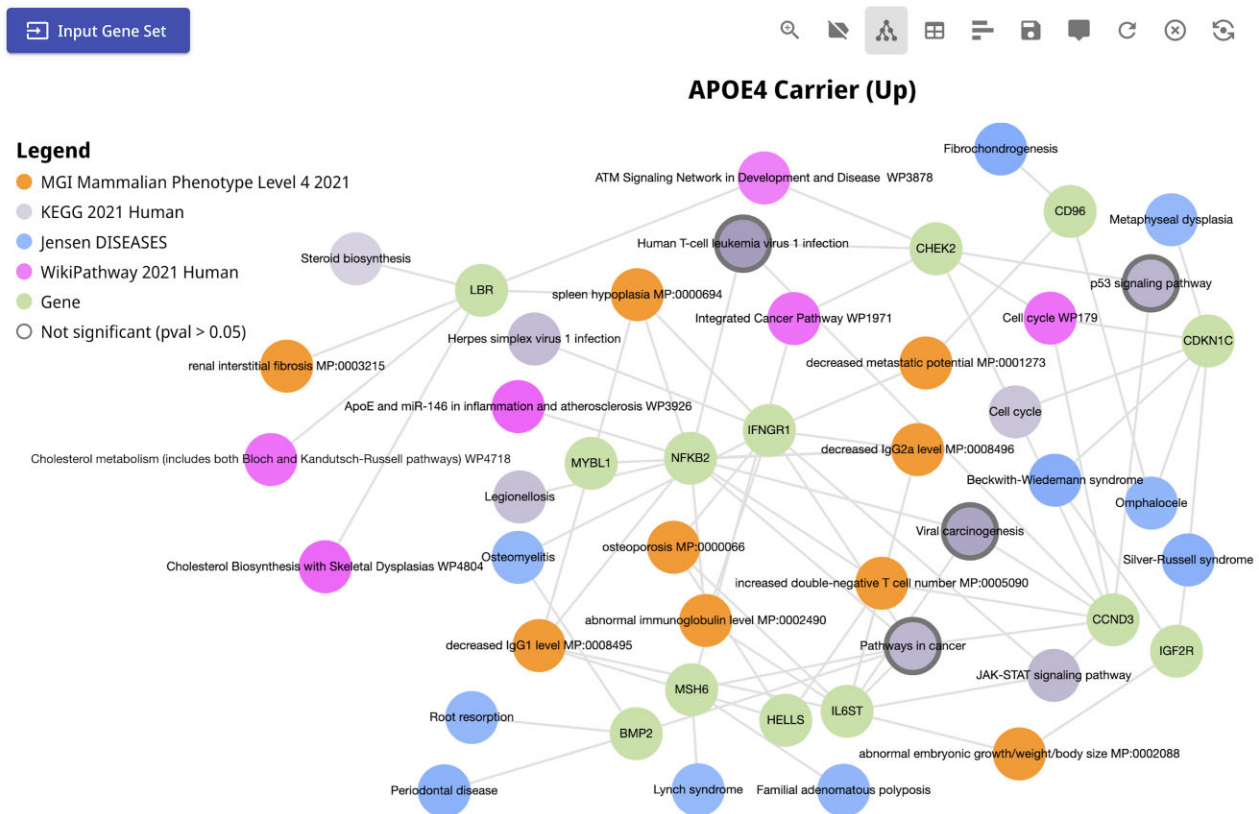 Input Gene Set
APOE4 Carrier (Up)
Legend
MGI Mammalian Phenotype Level 4 2021
KEGG 2021 Human
Jensen DISEASES
WikiPathway 2021 Human
Gene
Not significant (pval > 0.05)
Fibrochondrogenesis
ATM Signaling Network in Development and Disease WP3878
CD96
Metaphyseal dysplasia
Human T-cell leukemia virus 1 infection
CHEK2
Steroid biosynthesis
p53 signaling pathway
LBR
spleen hypoplasia MP:0000694
Integrated Cancer Pathway WP1971
Cell cycle WP179
Herpes simplex virus 1 infection
CDKN1C
renal interstitial fibrosis MP:0003215
decreased metastatic potential MP:0001273
ApoE and miR-146 in inflammation and atherosclerosis WP3926
Cell cycle
IFNGR1
decreased IgG2a level MP:0008496
Cholesterol metabolism (includes both Bloch and Kandutsch-Russell pathways) WP4718
MYBL1
NFKB2
Beckwith-Wiedemann syndrome
Legionellosis
Omphalocele
Viral carcinogenesis
osteoporosis MP:0000066
Osteomyelitis
Silver-Russell syndrome
Cholesterol Biosynthesis with Skeletal Dysplasias WP4804
increased double-negative T cell number MP:0005090
abnormal immunoglobulin level MP:0002490
CCND3
decreased IgG1 level MP:0008495
Pathways in cancer
IGF2R
JAK-STAT signaling pathway
MSH6
IL6ST
Root resorption
HELLS
BMP2
abnormal embryonic growth/weight/body size MP:0002088
Periodontal disease
Lynch syndrome
Familial adenomatous polyposis